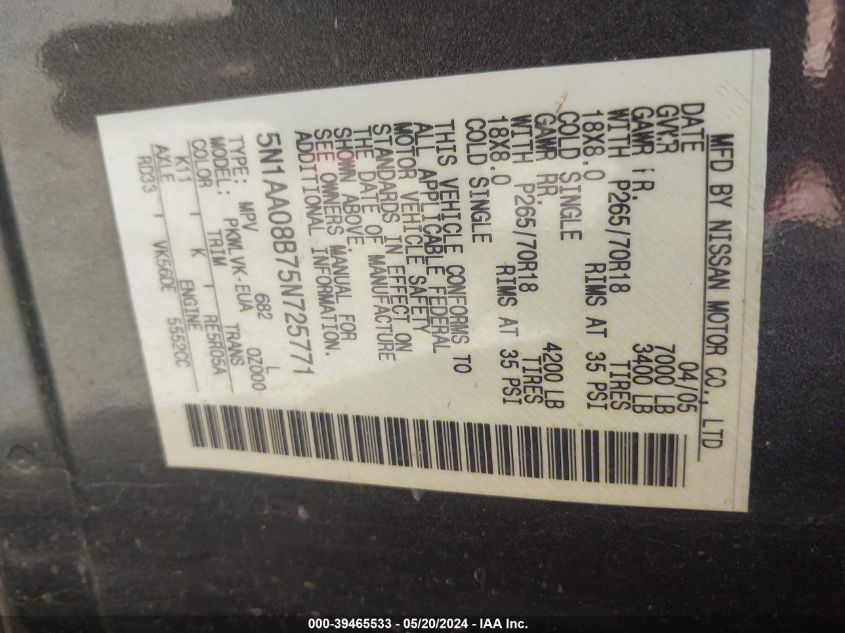 MFD BY NISSAN MOTOR CO., LTD
DATE 04/05
GVWR 7000 LB
GAWR FR. 3400 LB
WITH P265/70R18 TIRES
18X8.0 RIMS AT 35 PSI
COLD SINGLE
GAWR RR. 4200 LB
WITH P265/70R18 TIRES
18X8.0 RIMS AT 35 PSI
COLD SINGLE
THIS VEHICLE CONFORMS TO
ALL APPLICABLE FEDERAL
MOTOR VEHICLE SAFETY
STANDARDS IN EFFECT ON
THE DATE OF MANUFACTURE
SHOWN ABOVE.
SEE OWNERS MANUAL FOR
ADDITIONAL INFORMATION.
5N1AA08B75N725771
TYPE: MPV 682 L
MODEL: PKWLVK-EUA 0Z000
COLOR TRIM TRANS
K11 K RE5R05A
AXLE ENGINE
RD33 VK56DE 5552CC
000-39465533 - 05/20/2024 - IAA Inc.